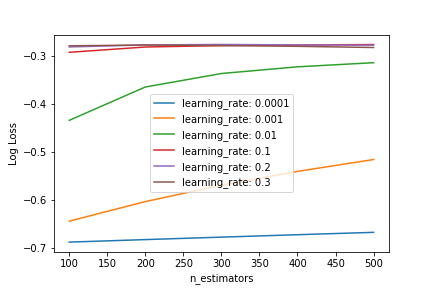 −0.3
−0.4
−0.5
−0.6
−0.7
Log Loss
learning_rate: 0.0001
learning_rate: 0.001
learning_rate: 0.01
learning_rate: 0.1
learning_rate: 0.2
learning_rate: 0.3
100 150 200 250 300 350 400 450 500
n_estimators